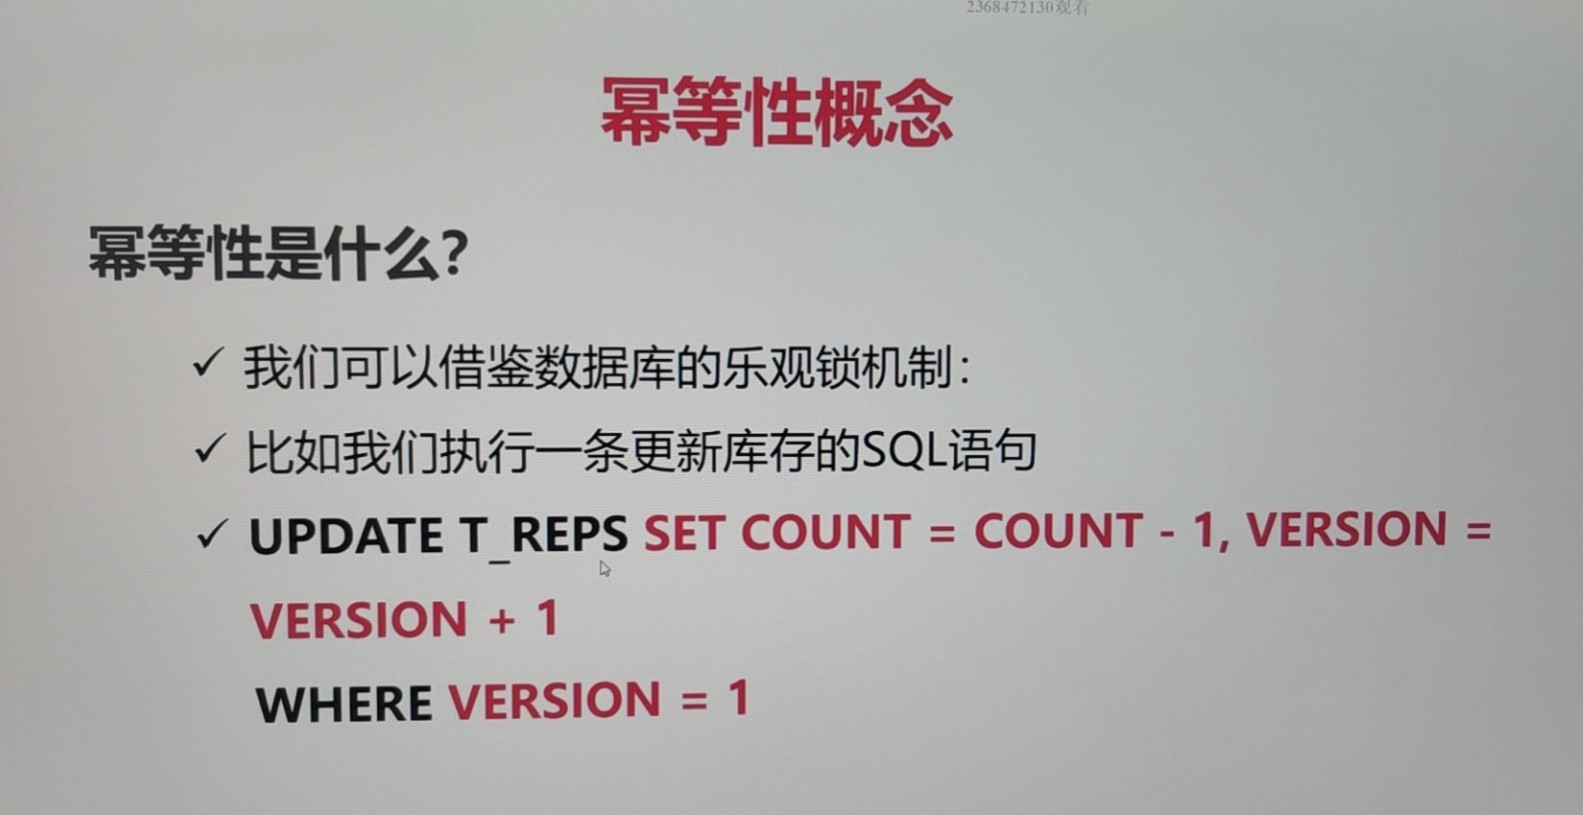 2368472130观看
幂等性概念
幂等性是什么?
✓ 我们可以借鉴数据库的乐观锁机制：
✓ 比如我们执行一条更新库存的SQL语句
✓ UPDATE T_REPS SET COUNT = COUNT - 1, VERSION =
VERSION + 1
WHERE VERSION = 1